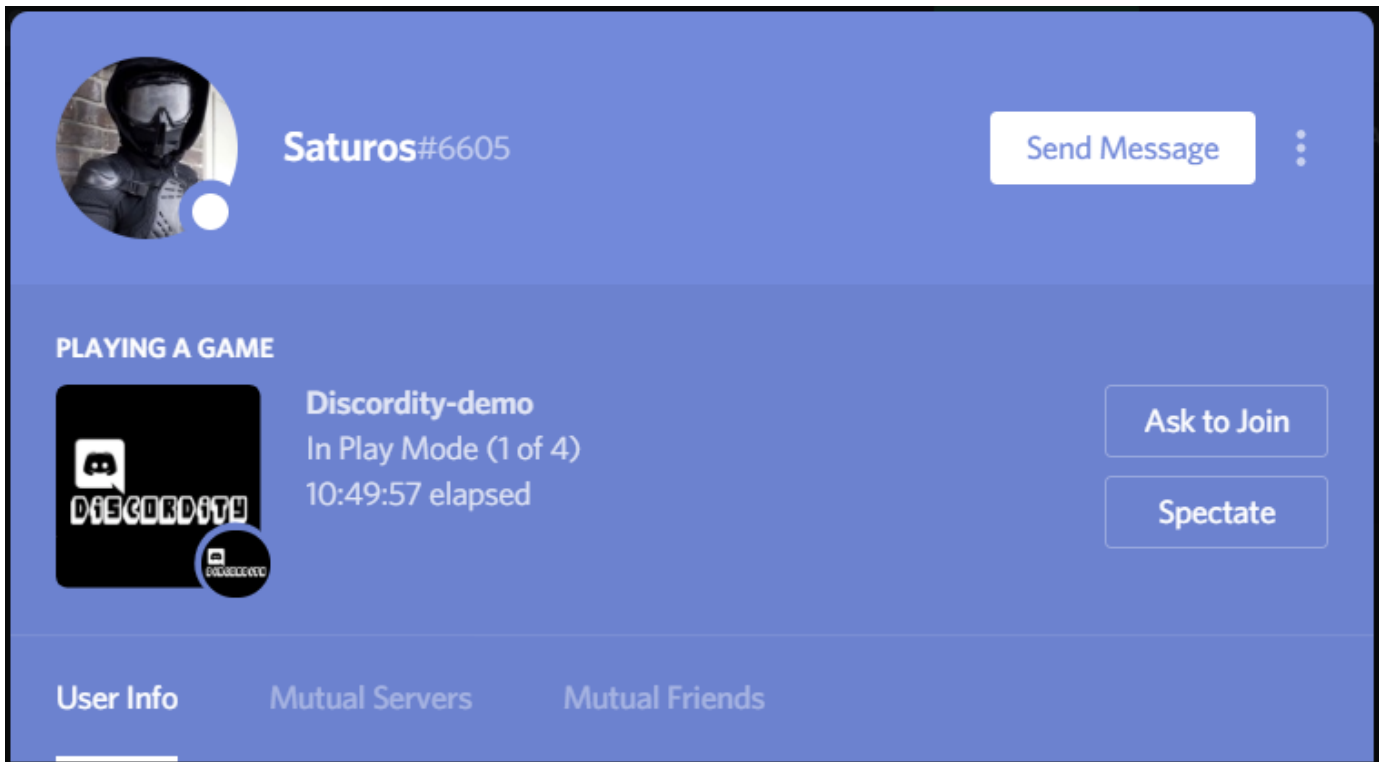 Saturos#6605
Send Message
PLAYING A GAME
DISCORDITY
DISCORDITY
Discordity-demo
In Play Mode (1 of 4)
10:49:57 elapsed
Ask to Join
Spectate
User Info
Mutual Servers
Mutual Friends